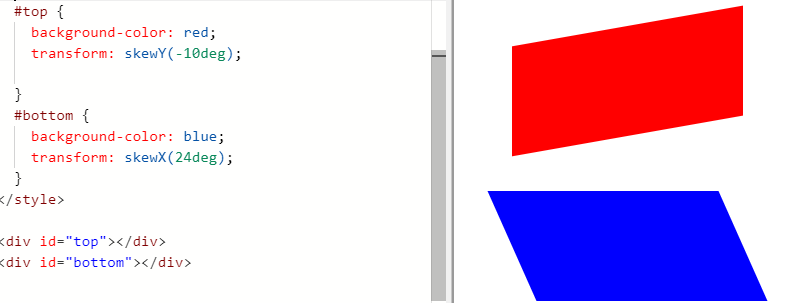 #top {
background-color: red;
transform: skewY(-10deg);
}
#bottom {
background-color: blue;
transform: skewX(24deg);
}
</style>
<div id="top"></div>
<div id="bottom"></div>